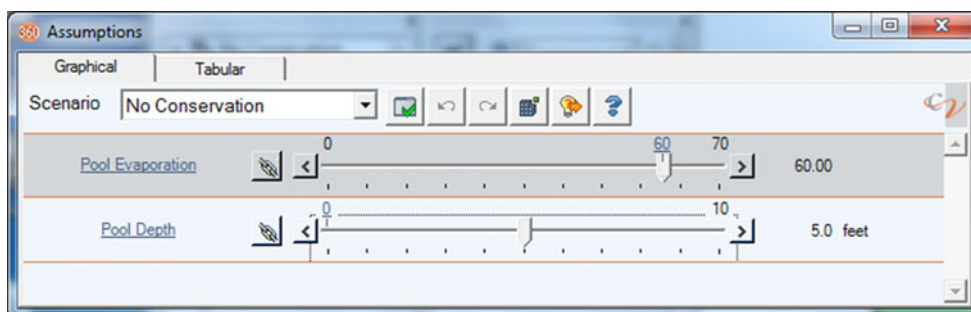 360 Assumptions
Graphical Tabular
Scenario No Conservation
0 60 70
Pool Evaporation 60.00
0 10
Pool Depth 5.0 feet